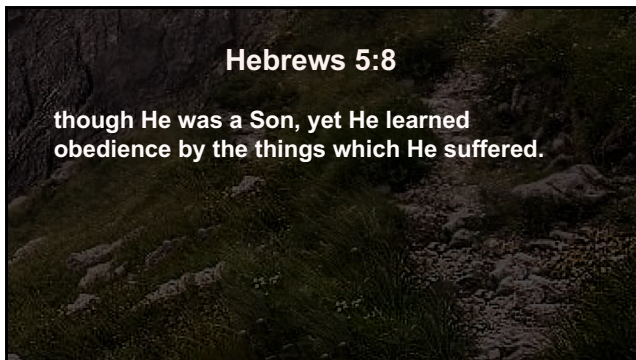 Hebrews 5:8
though He was a Son, yet He learned
obedience by the things which He suffered.